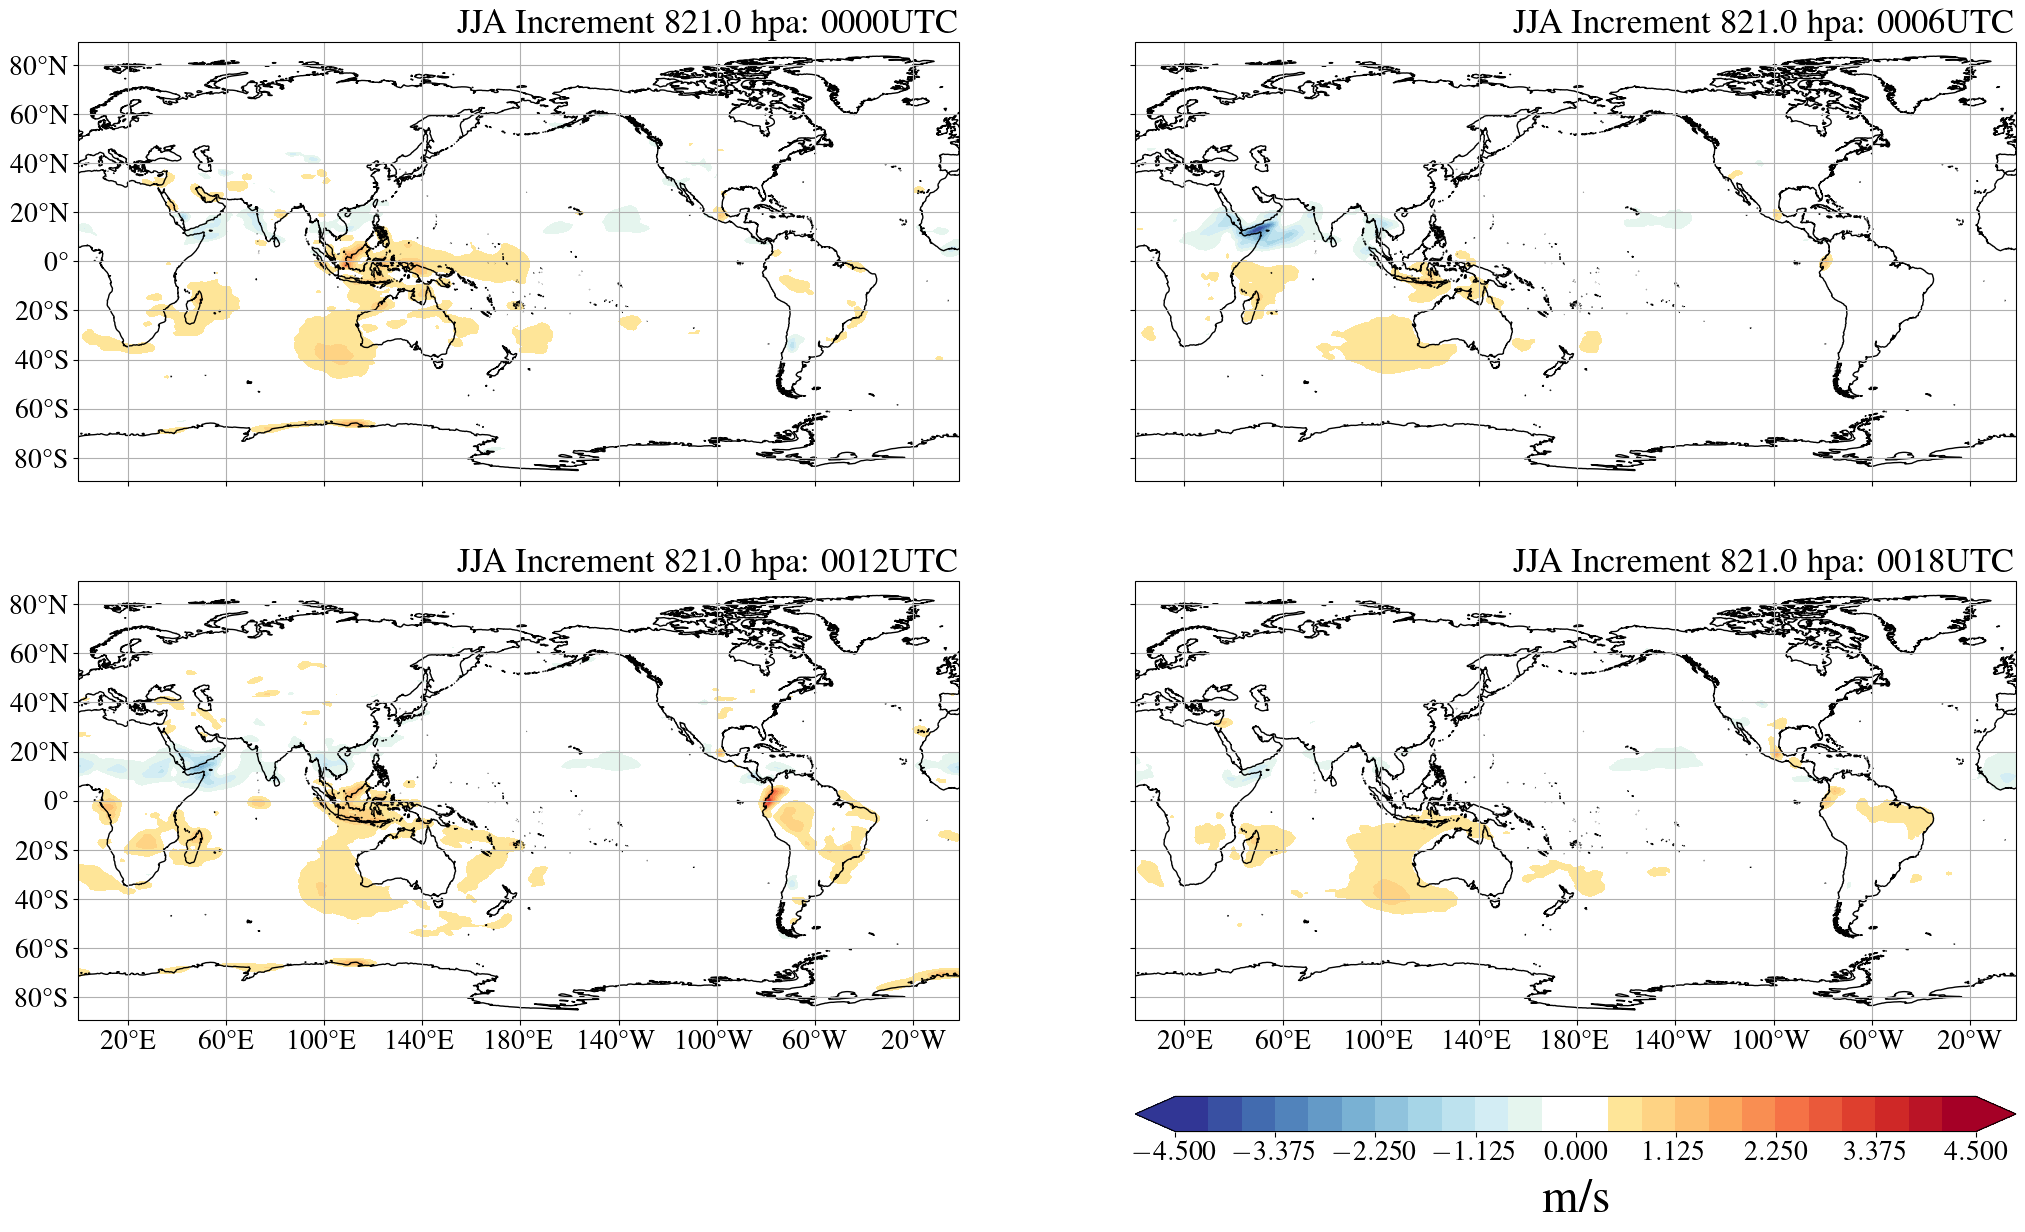 JJA Increment 821.0 hpa: 0000UTC
JJA Increment 821.0 hpa: 0006UTC
80°N
60°N
40°N
20°N
0°
20°S
40°S
60°S
80°S
JJA Increment 821.0 hpa: 0012UTC
JJA Increment 821.0 hpa: 0018UTC
80°N
60°N
40°N
20°N
0°
20°S
40°S
60°S
80°S
20°E 60°E 100°E 140°E 180°E 140°W 100°W 60°W 20°W
20°E 60°E 100°E 140°E 180°E 140°W 100°W 60°W 20°W
−4.500 −3.375 −2.250 −1.125 0.000 1.125 2.250 3.375 4.500
m/s